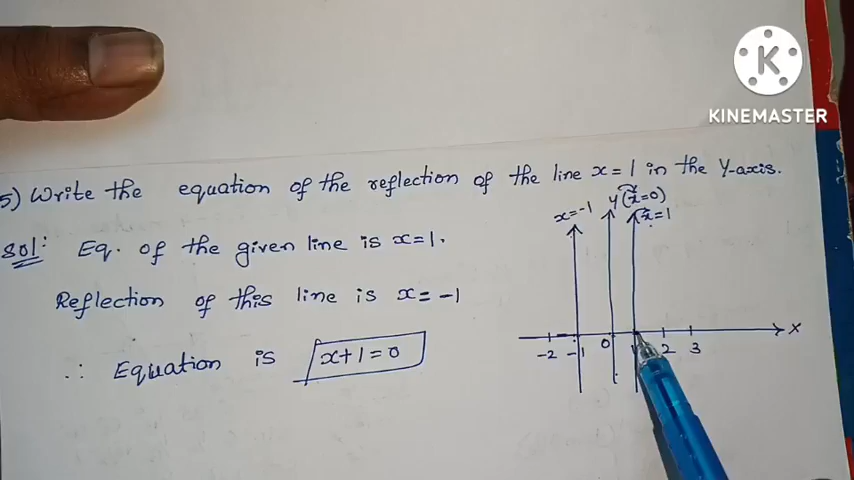 KINEMASTER
5) Write the equation of the reflection of the line x = 1 in the Y-axis.
Sol: Eq. of the given line is x=1.
Reflection of this line is x = -1
∴ Equation is x+1=0
x=-1 y(x=0) x=1
-2 -1 0 1 2 3 X